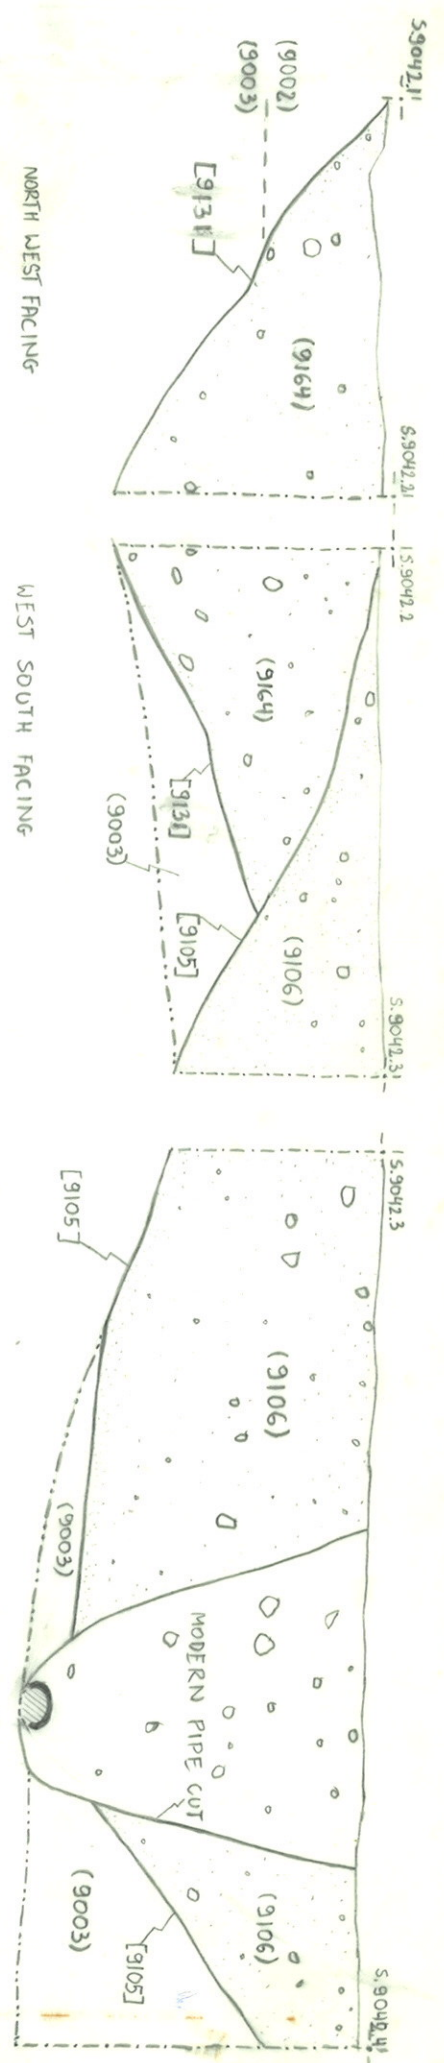 S.9042.1'
(9002)
(9003)
[9131]
(9164)
S.9042.2'
NORTH WEST FACING
S.9042.2
(9164)
[9131]
(9003)
[9105]
(9106)
S.9042.3'
WEST SOUTH FACING
S.9042.3
[9105]
(9106)
(9003)
MODERN PIPE CUT
(9003)
[9105]
(9106)
S.9042.4'